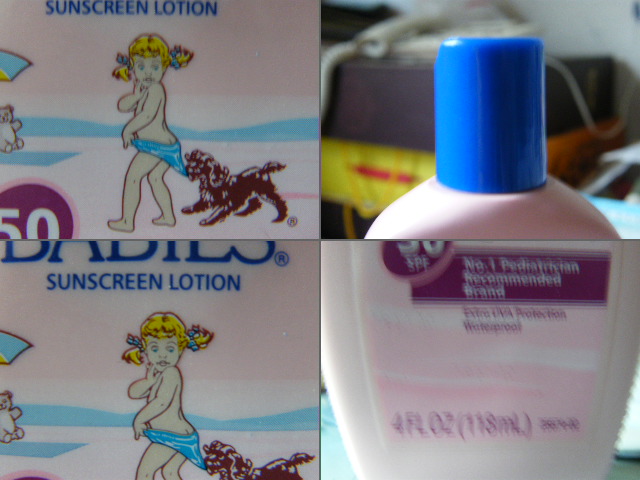 SUNSCREEN LOTION
50
®
BABIES®
SUNSCREEN LOTION
50
SPF
No.1 Pediatrician
Recommended
Brand
Extra UVA Protection
Waterproof
4 FL OZ (118 mL)